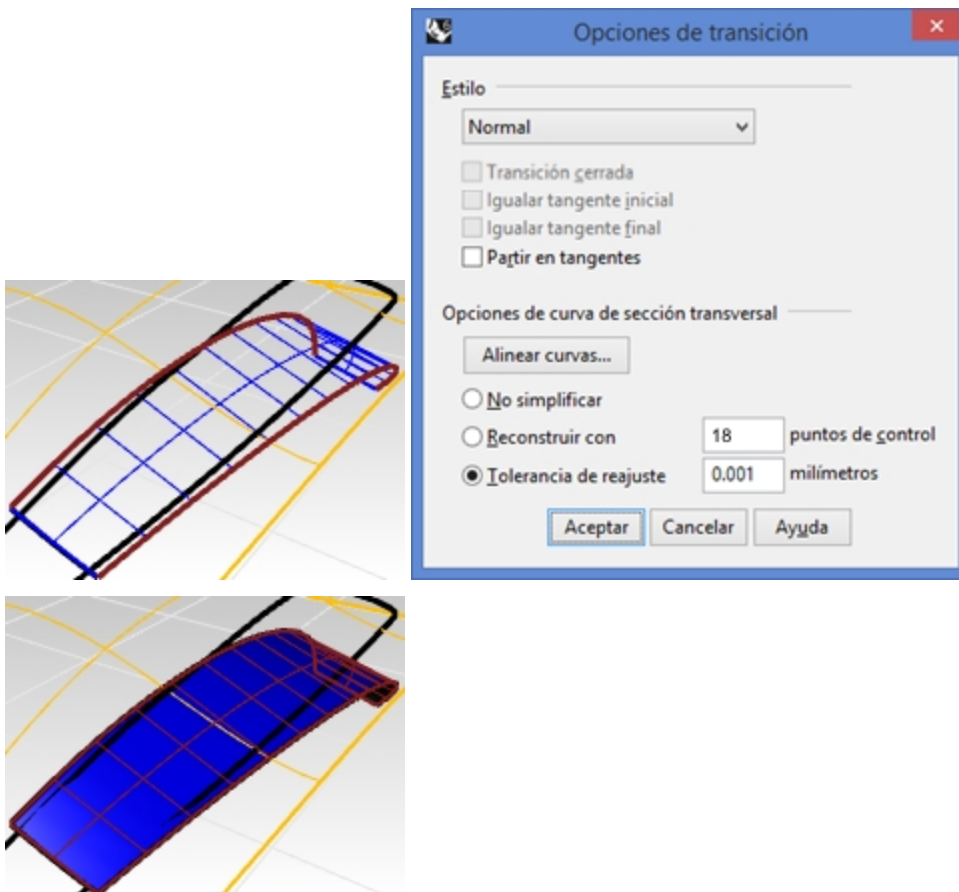 Opciones de transición
Estilo
Normal
Transición cerrada
Igualar tangente inicial
Igualar tangente final
Partir en tangentes
Opciones de curva de sección transversal
Alinear curvas...
No simplificar
Reconstruir con 18 puntos de control
Tolerancia de reajuste 0.001 milímetros
Aceptar Cancelar Ayuda